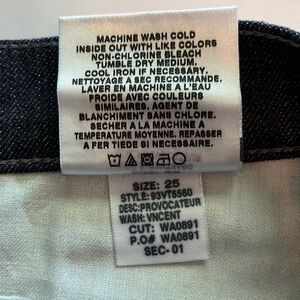 MACHINE WASH COLD
INSIDE OUT WITH LIKE COLORS
NON-CHLORINE BLEACH
TUMBLE DRY MEDIUM.
COOL IRON IF NECESSARY.
NETTOYAGE A SEC RECOMMANDE.
LAVER EN MACHINE A L'EAU
FROIDE AVEC COULEURS
SIMILAIRES. AGENT DE
BLANCHIMENT SANS CHLORE.
SECHER A LA MACHINE A
TEMPERATURE MOYENNE. REPASSER
A FER TIEDE SI NECESSAIRE.
SIZE: 25
STYLE: 93VT5560
DESC:PROVOCATEUR
WASH: VNCENT
CUT: WA0891
P.O# WA0891
SEC- 01